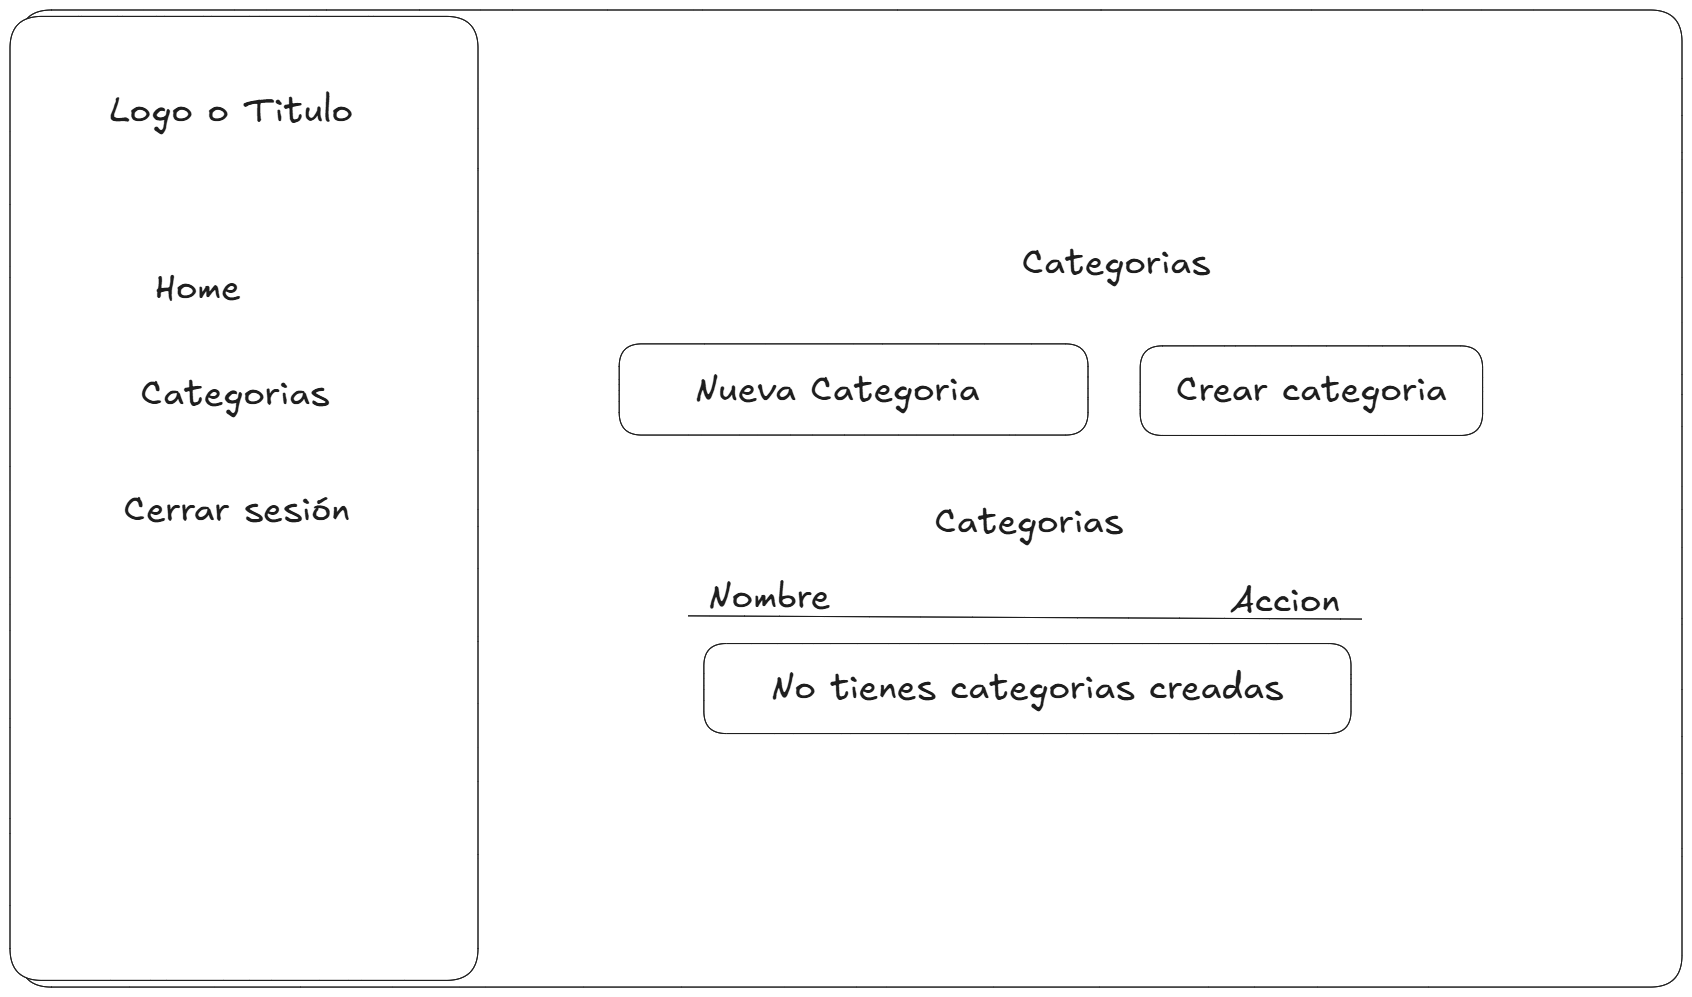 Logo o Titulo
Home
Categorias
Cerrar sesión
Categorias
Nueva Categoria
Crear categoria
Categorias
Nombre
Accion
No tienes categorias creadas